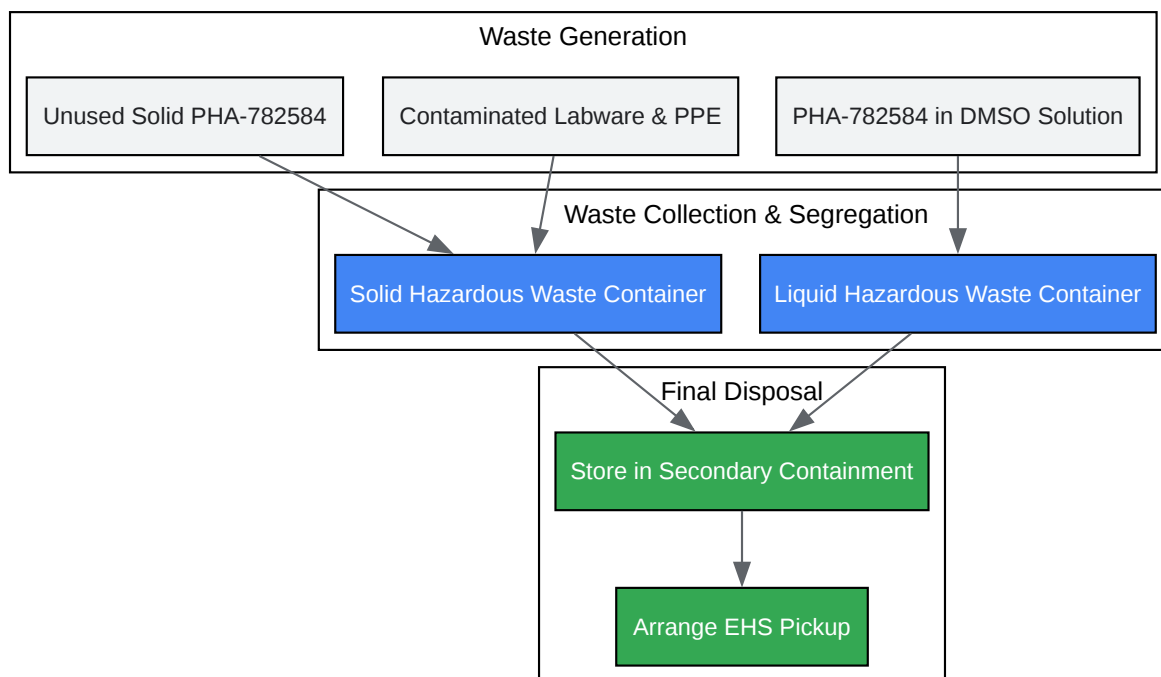 Waste Generation
Unused Solid PHA-782584
Contaminated Labware & PPE
PHA-782584 in DMSO Solution
Waste Collection & Segregation
Solid Hazardous Waste Container
Liquid Hazardous Waste Container
Final Disposal
Store in Secondary Containment
Arrange EHS Pickup